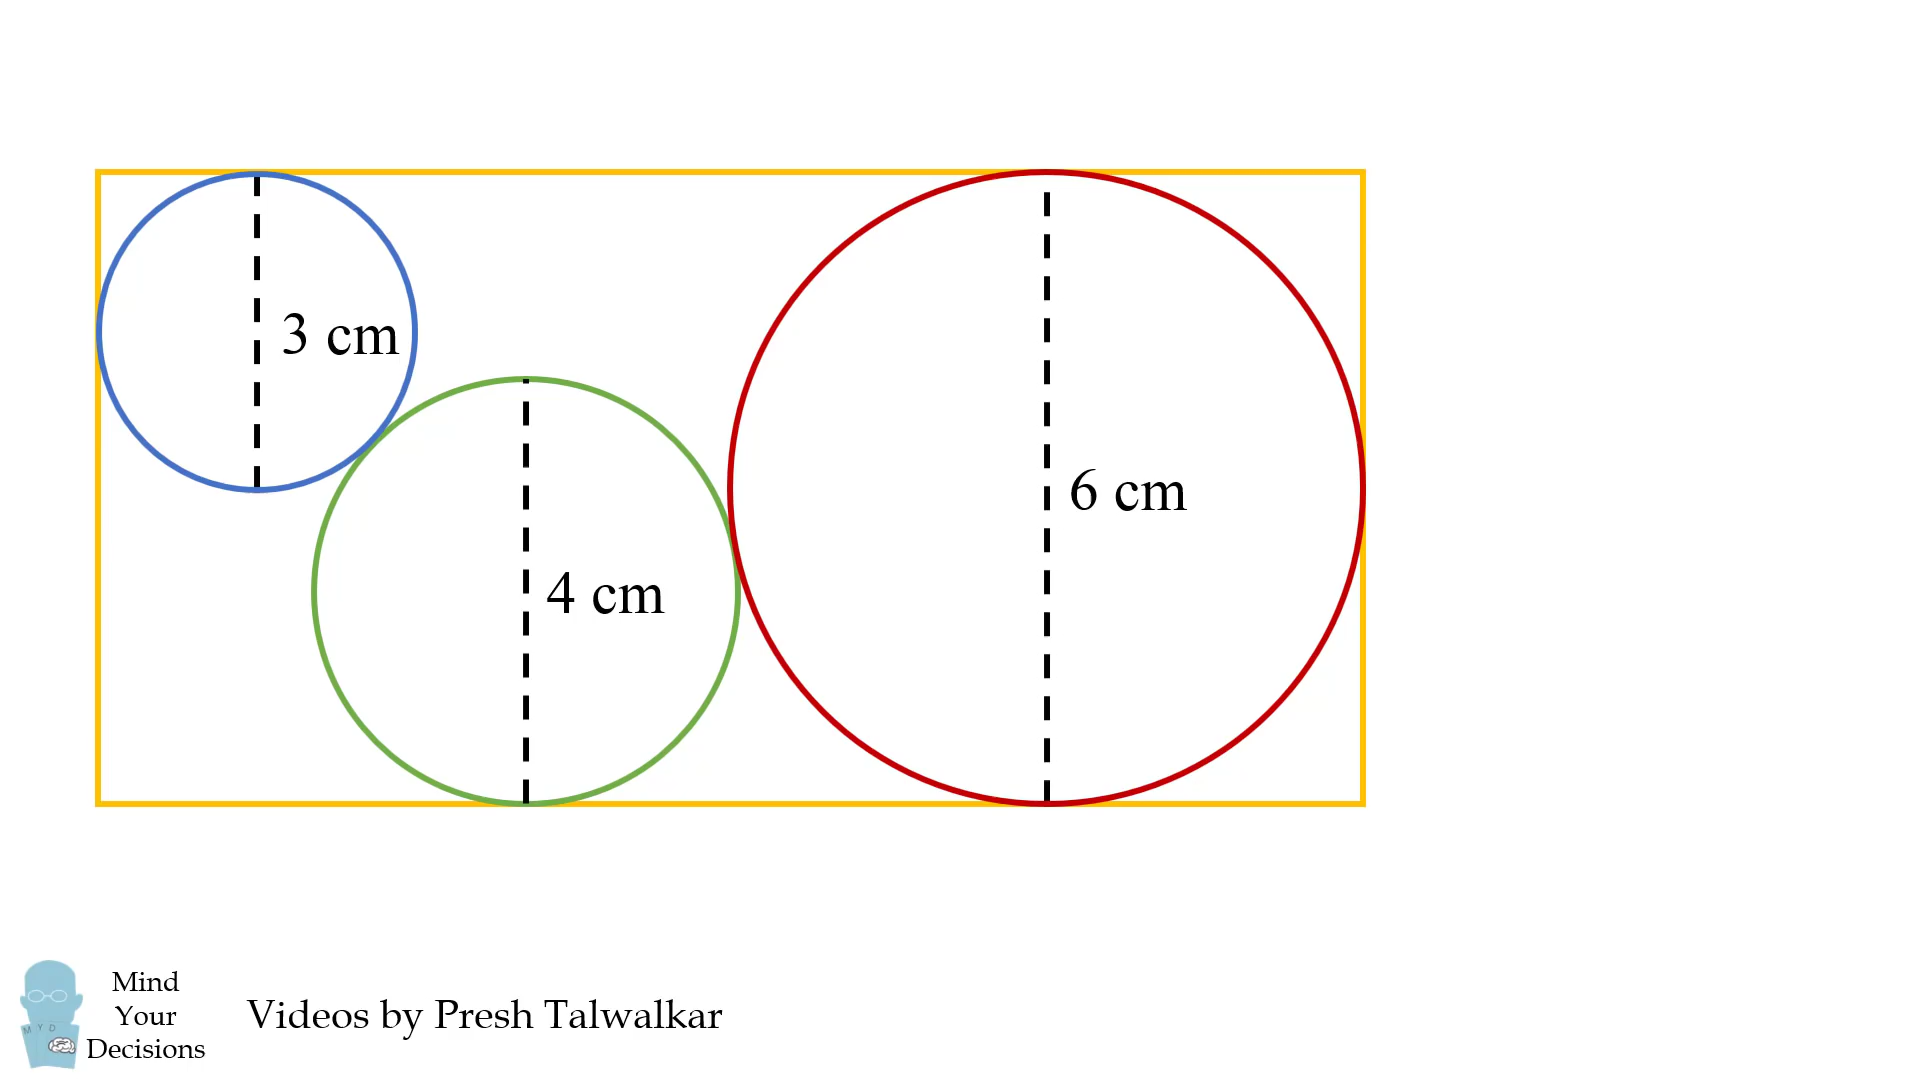 3 cm
4 cm
6 cm
M Y D
Mind
Your
Decisions
Videos by Presh Talwalkar